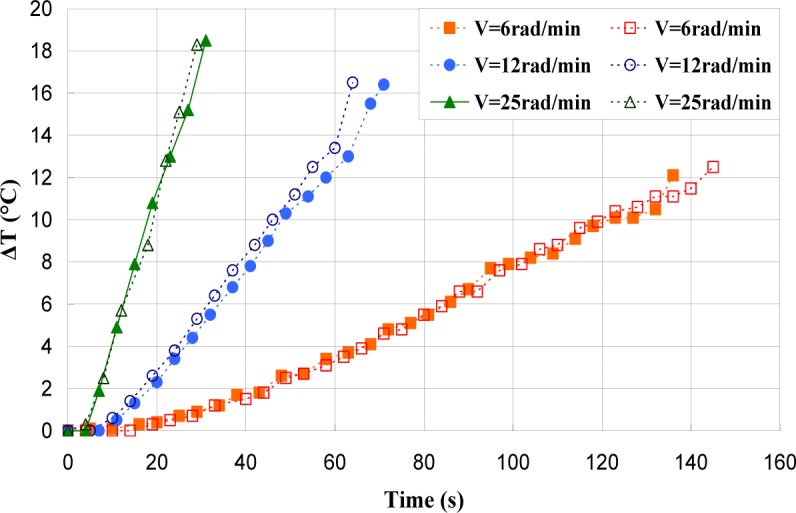 20
18
16
14
12
10
8
6
4
2
0
ΔT (°C)
V=6rad/min V=6rad/min
V=12rad/min V=12rad/min
V=25rad/min V=25rad/min
0 20 40 60 80 100 120 140 160
Time (s)